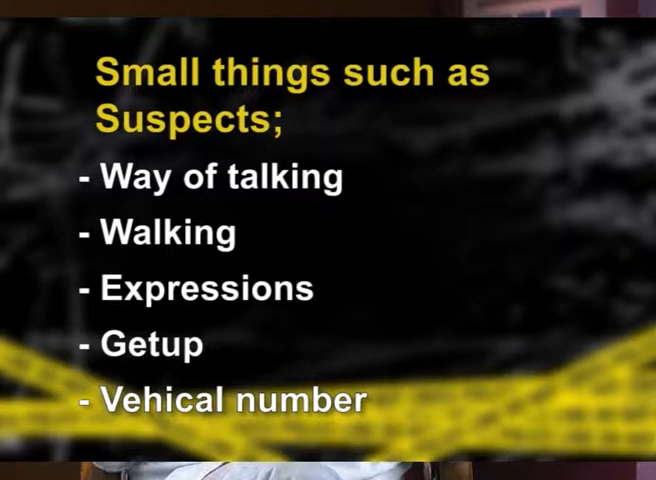 Small things such as
Suspects;
- Way of talking
- Walking
- Expressions
- Getup
- Vehical number